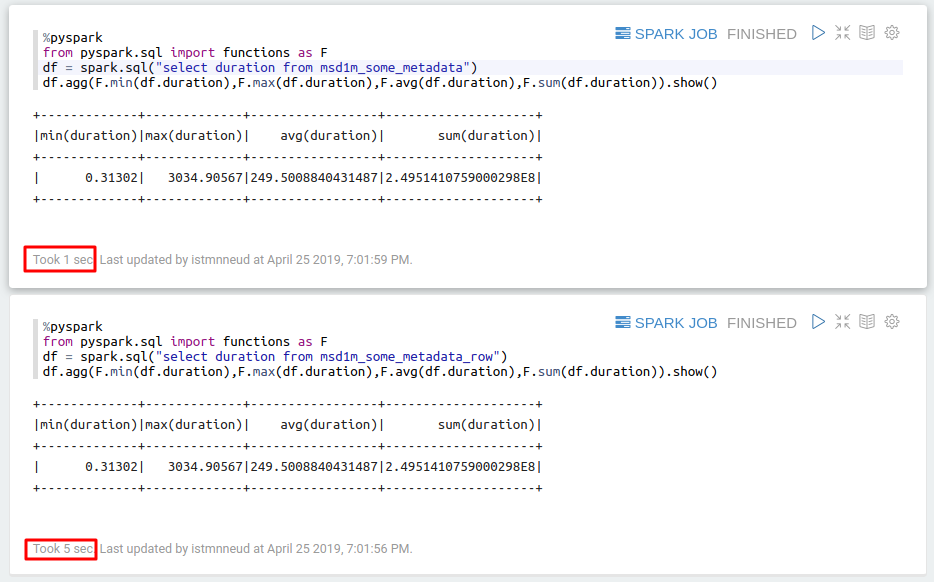 %pyspark SPARK JOB FINISHED
from pyspark.sql import functions as F
df = spark.sql("select duration from msd1m_some_metadata")
df.agg(F.min(df.duration),F.max(df.duration),F.avg(df.duration),F.sum(df.duration)).show()
+-------------+-------------+-----------------+--------------------+
|min(duration)|max(duration)|    avg(duration)|       sum(duration)|
+-------------+-------------+-----------------+--------------------+
|      0.31302|   3034.90567|249.5008840431487|2.4951410759000298E8|
+-------------+-------------+-----------------+--------------------+
Took 1 sec Last updated by istmnneud at April 25 2019, 7:01:59 PM.
%pyspark SPARK JOB FINISHED
from pyspark.sql import functions as F
df = spark.sql("select duration from msd1m_some_metadata_row")
df.agg(F.min(df.duration),F.max(df.duration),F.avg(df.duration),F.sum(df.duration)).show()
+-------------+-------------+-----------------+--------------------+
|min(duration)|max(duration)|    avg(duration)|       sum(duration)|
+-------------+-------------+-----------------+--------------------+
|      0.31302|   3034.90567|249.5008840431487|2.4951410759000298E8|
+-------------+-------------+-----------------+--------------------+
Took 5 sec Last updated by istmnneud at April 25 2019, 7:01:56 PM.